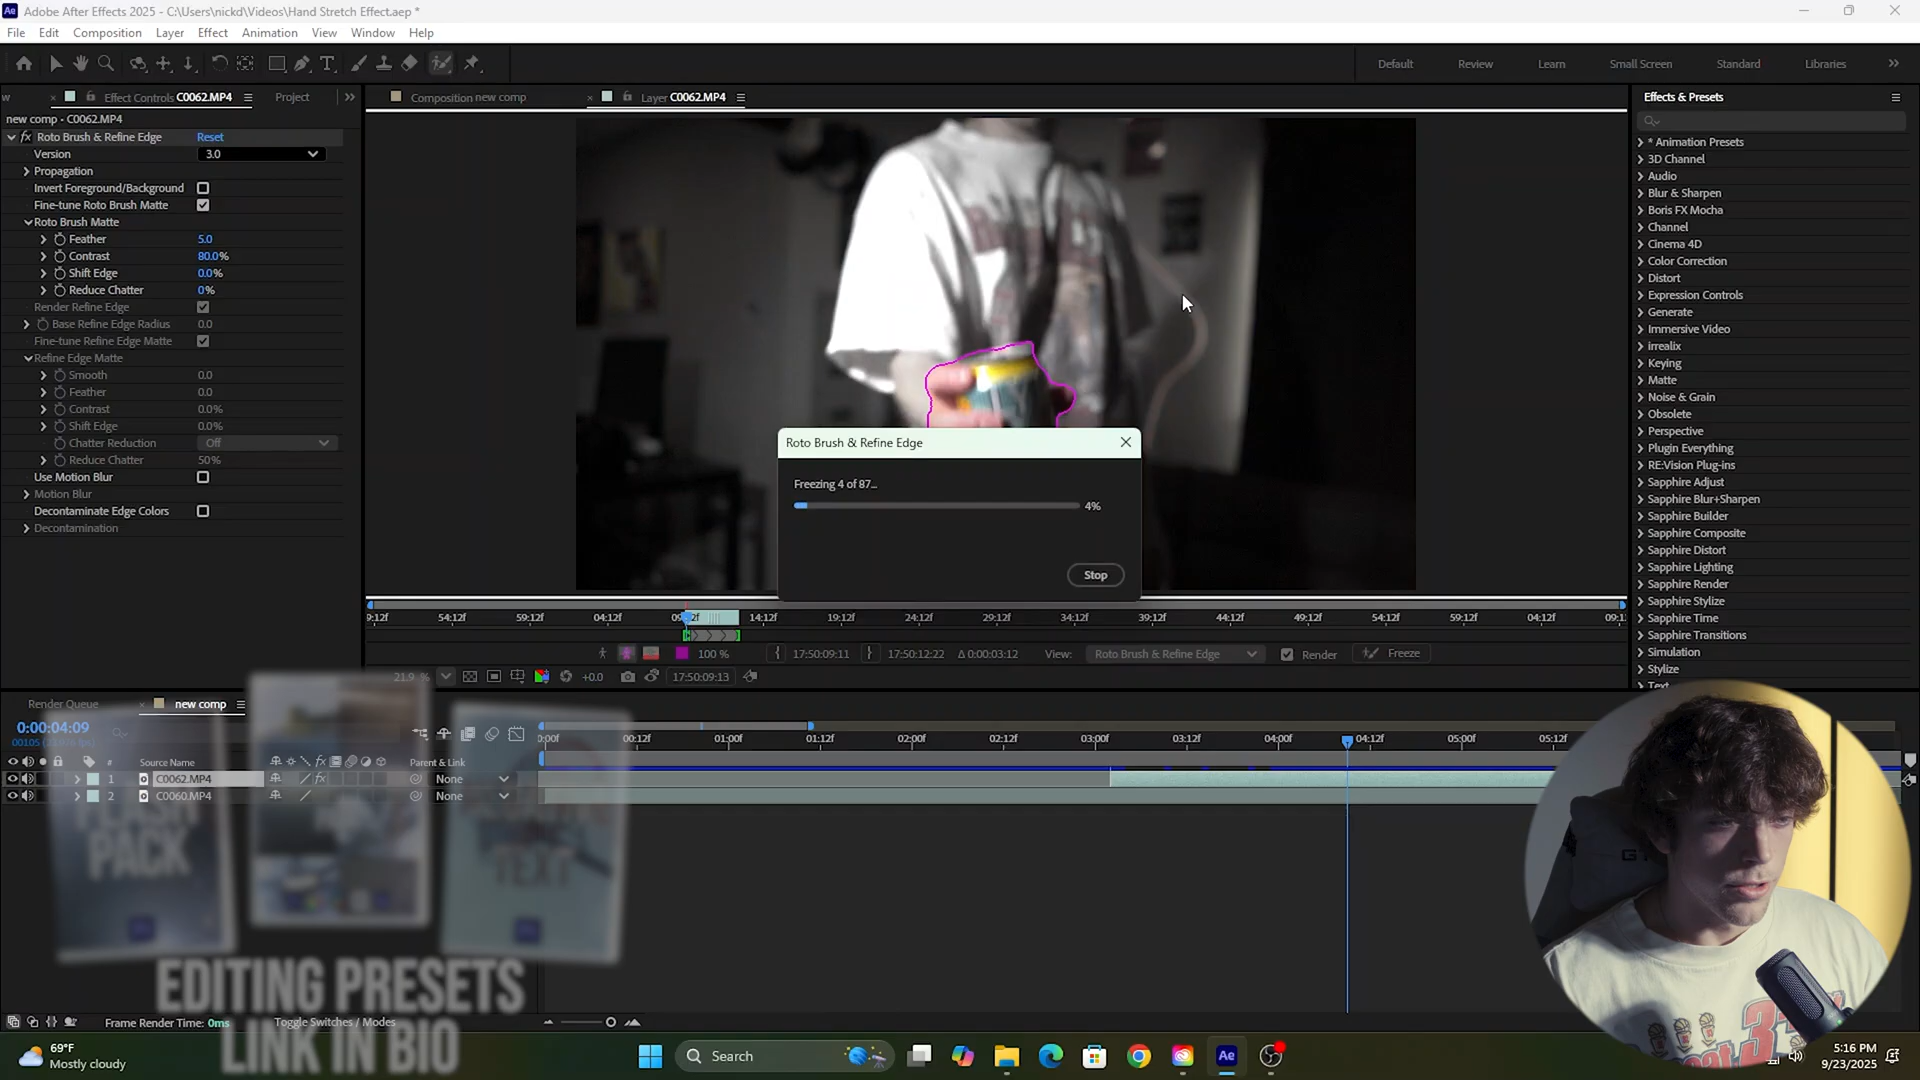 Adobe After Effects 2025 - C:\Users\nickd\Videos\Hand Stretch Effect.aep *
File Edit Composition Layer Effect Animation View Window Help
Default Review Learn Small Screen Standard Libraries
w Effect Controls C0062.MP4 Project
Composition new comp
Layer C0062.MP4
Effects & Presets
new comp - C0062.MP4
fx Roto Brush & Refine Edge Reset
Version 3.0
Propagation
Invert Foreground/Background
Fine-tune Roto Brush Matte
Roto Brush Matte
Feather 5.0
Contrast 80.0%
Shift Edge 0.0%
Reduce Chatter 0%
Render Refine Edge
Base Refine Edge Radius 0.0
Fine-tune Refine Edge Matte
Refine Edge Matte
Smooth 0.0
Feather 0.0
Contrast 0.0%
Shift Edge 0.0%
Chatter Reduction Off
Reduce Chatter 50%
Use Motion Blur
Motion Blur
Decontaminate Edge Colors
Decontamination
Roto Brush & Refine Edge
Freezing 4 of 87...
4%
Stop
* Animation Presets
3D Channel
Audio
Blur & Sharpen
Boris FX Mocha
Channel
Cinema 4D
Color Correction
Distort
Expression Controls
Generate
Immersive Video
irrealix
Keying
Matte
Noise & Grain
Obsolete
Perspective
Plugin Everything
RE:Vision Plug-ins
Sapphire Adjust
Sapphire Blur+Sharpen
Sapphire Builder
Sapphire Composite
Sapphire Distort
Sapphire Lighting
Sapphire Render
Sapphire Stylize
Sapphire Time
Sapphire Transitions
Simulation
Stylize
Text
9:12f 54:12f 59:12f 04:12f 09:12f 14:12f 19:12f 24:12f 29:12f 34:12f 39:12f 44:12f 49:12f 54:12f 59:12f 04:12f 09:1
100 % 17:50:09:11 17:50:12:22 Δ 0:00:03:12 View: Roto Brush & Refine Edge Render Freeze
21.9 % +0.0 17:50:09:13
Render Queue new comp
0:00:04:09
0:00f 00:12f 01:00f 01:12f 02:00f 02:12f 03:00f 03:12f 04:00f 04:12f 05:00f 05:12f
# Source Name fx Parent & Link
1 C0062.MP4 fx None
2 C0060.MP4 None
PACK
TEXT
EDITING PRESETS
LINK IN BIO
Frame Render Time: 0ms Toggle Switches / Modes
69°F
Mostly cloudy
Search
Ae
5:16 PM
9/23/2025